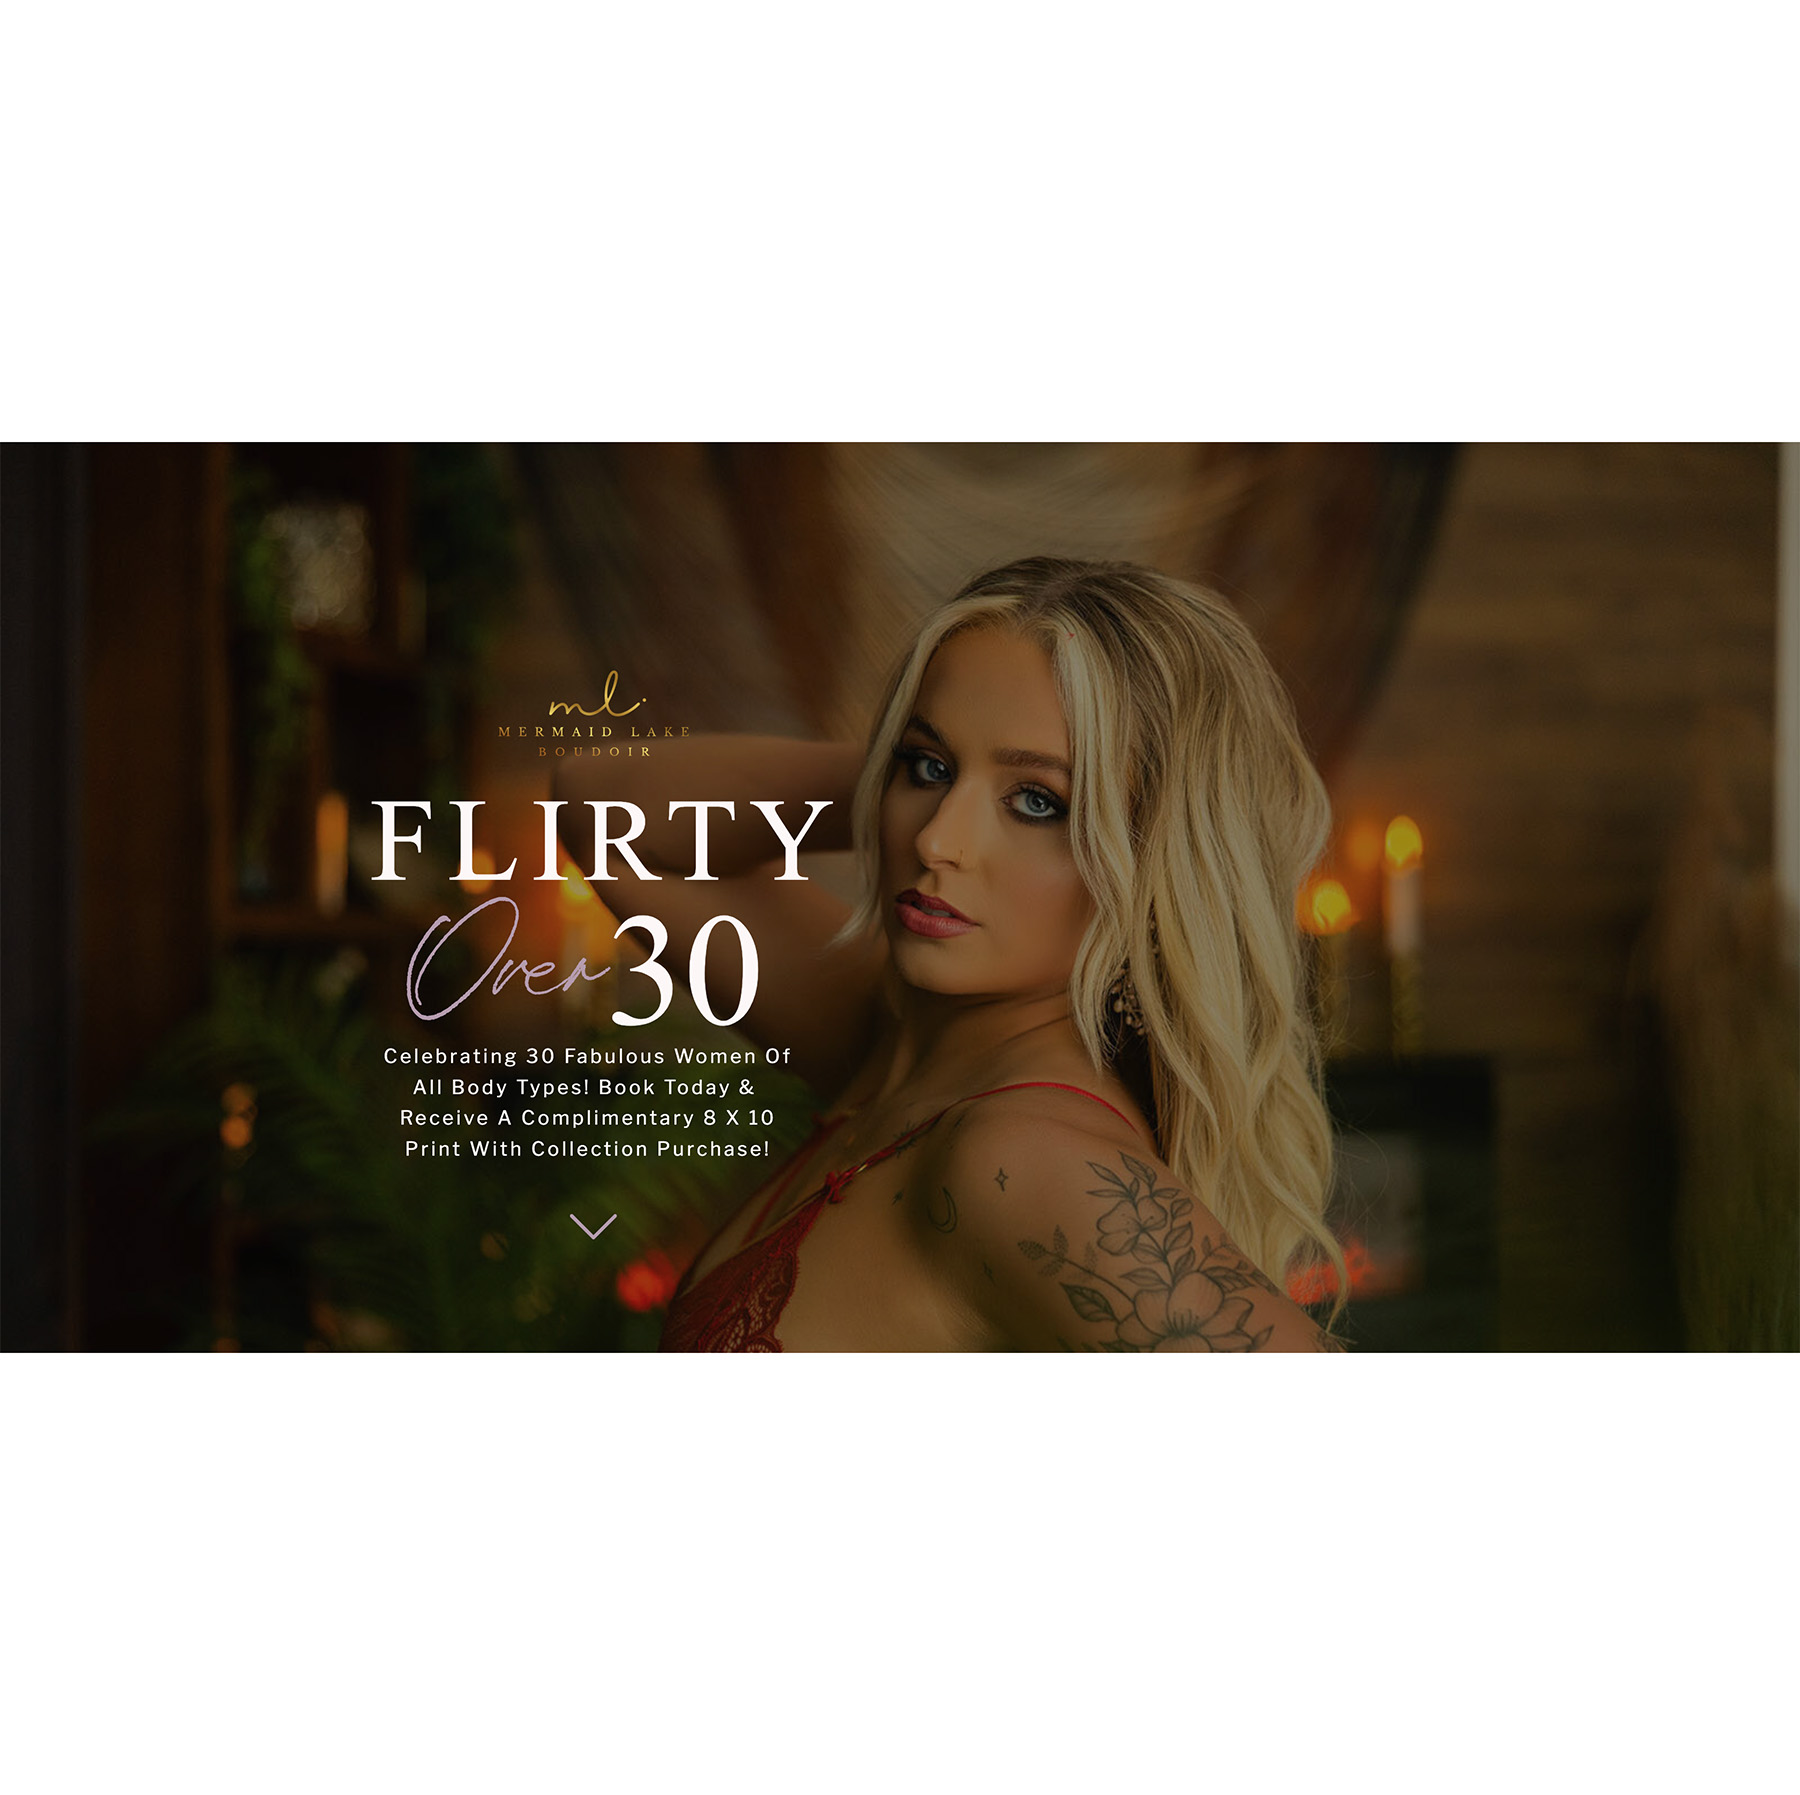 ml.
MERMAID LAKE
BOUDOIR
FLIRTY
Over 30
Celebrating 30 Fabulous Women Of
All Body Types! Book Today &
Receive A Complimentary 8 X 10
Print With Collection Purchase!